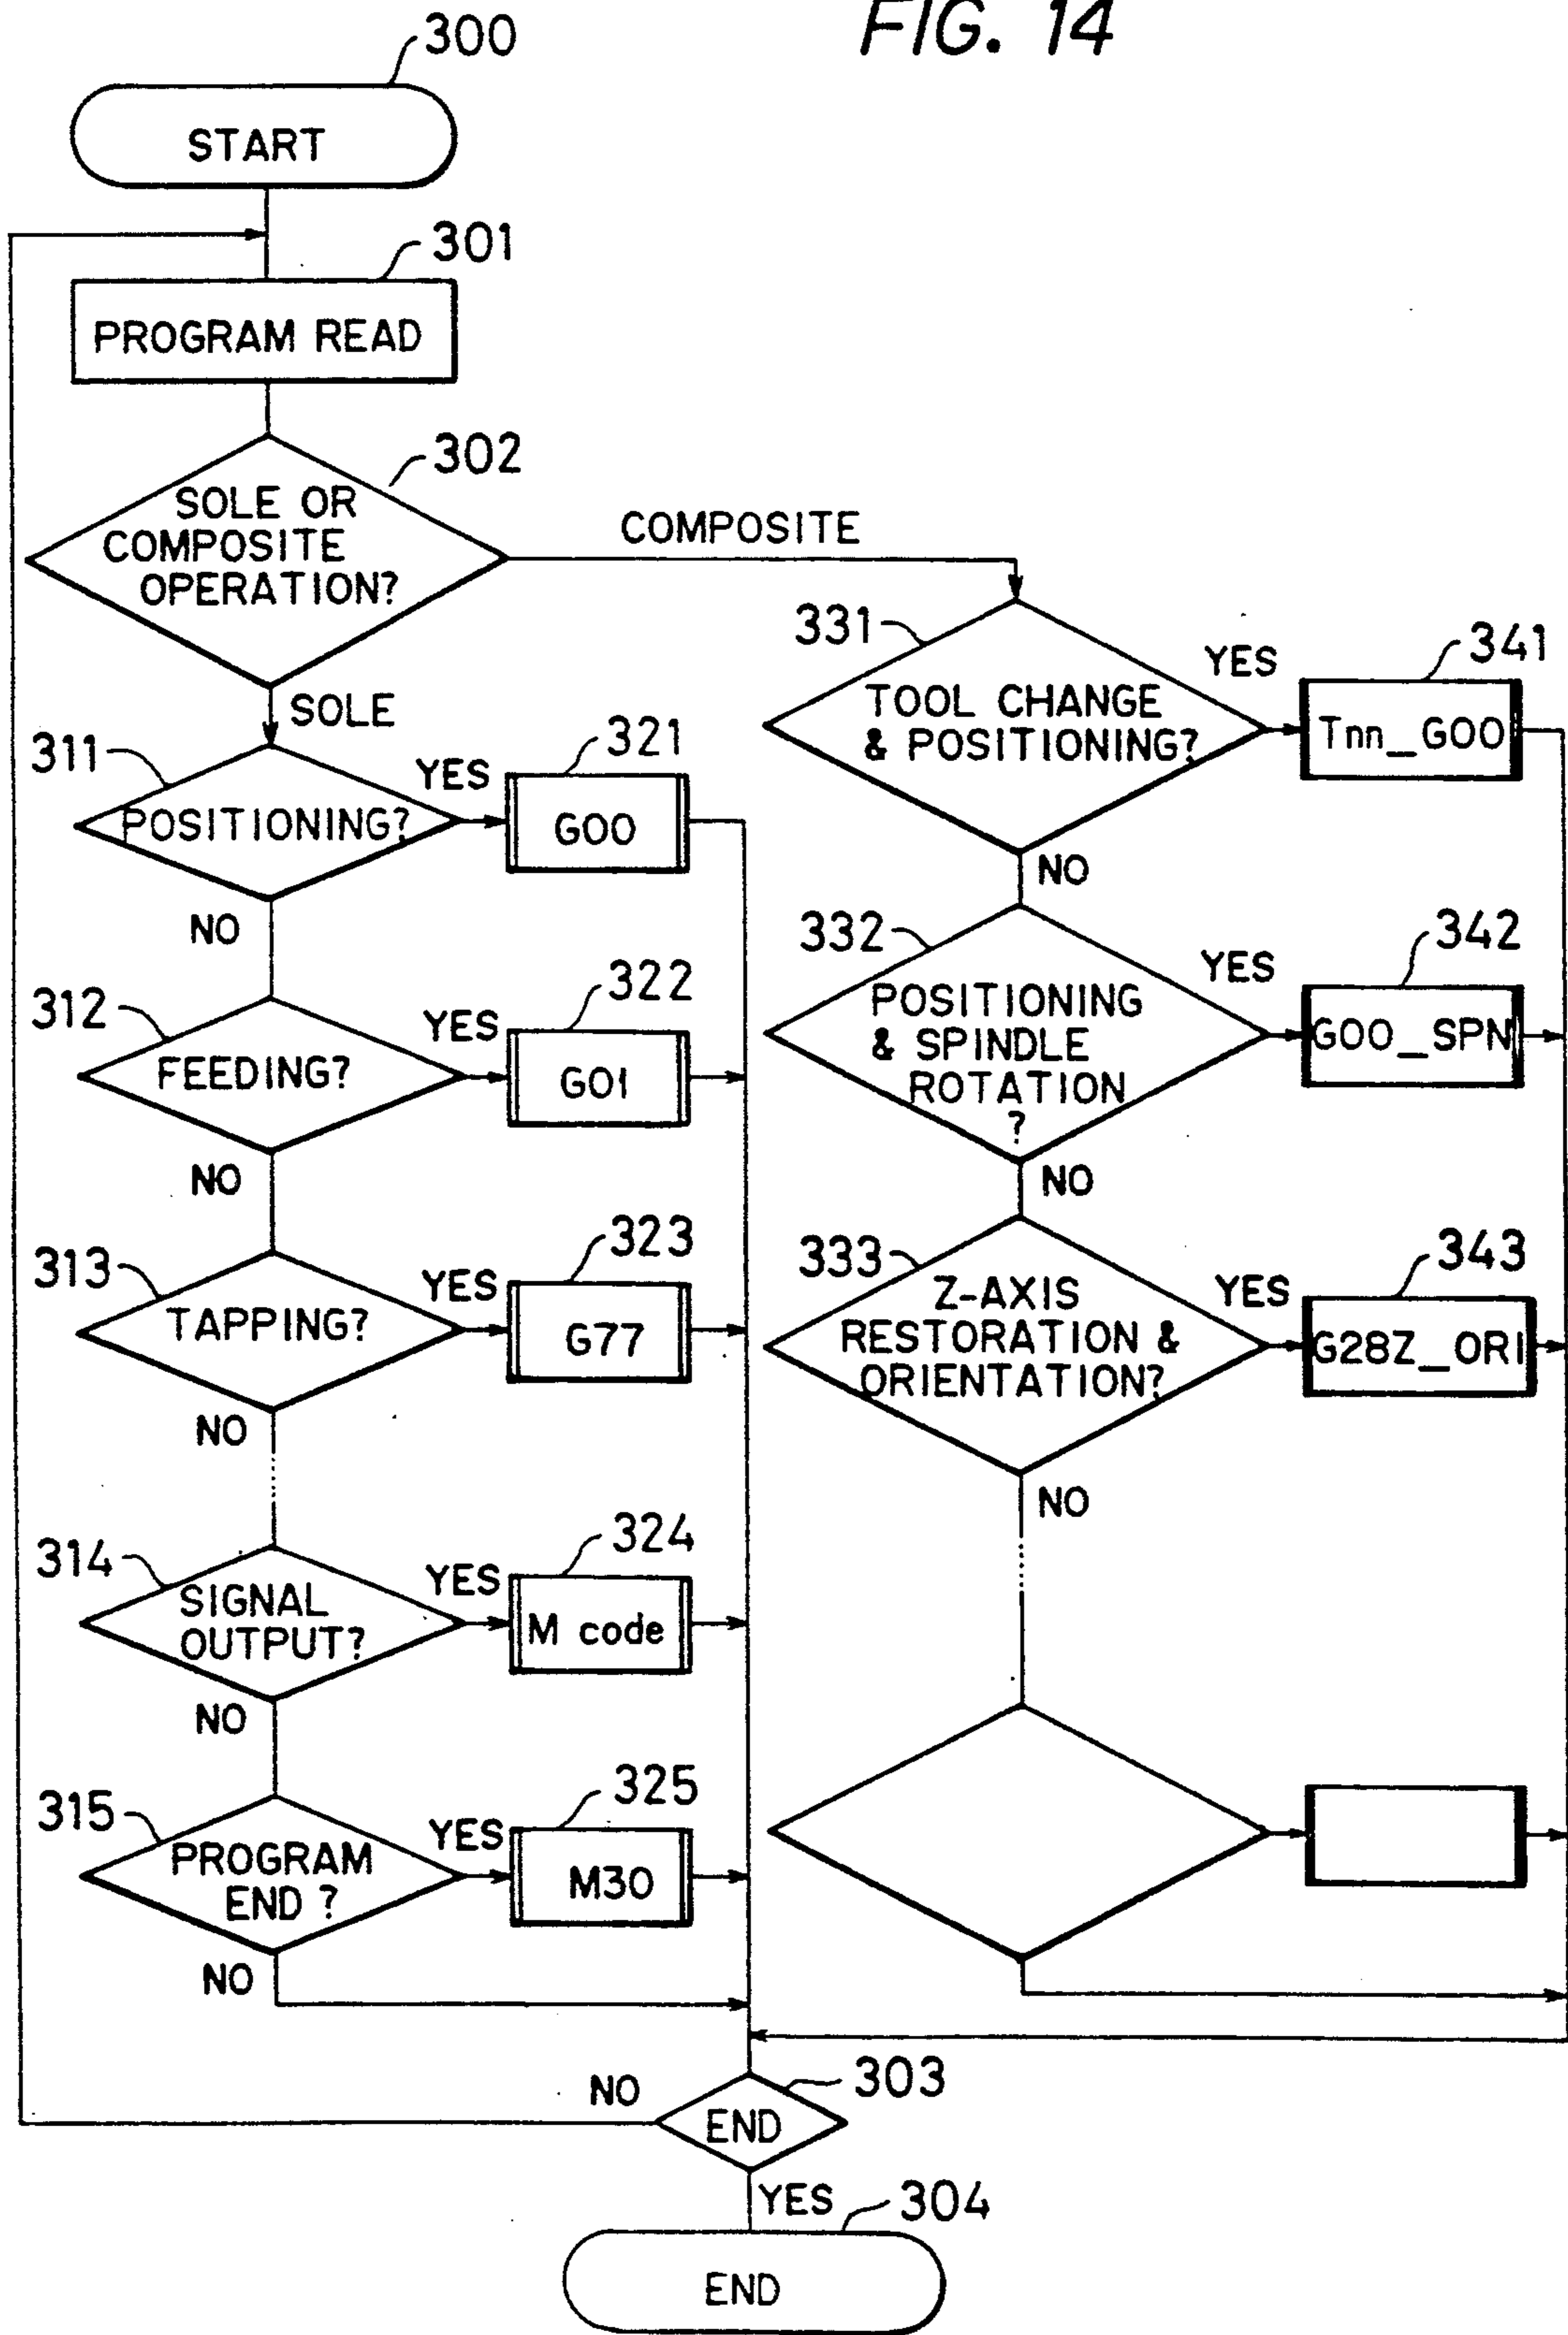 FIG. 14
300
START
301
PROGRAM READ
302
SOLE OR
COMPOSITE
OPERATION?
COMPOSITE
SOLE
311
POSITIONING?
YES
321
G00
NO
312
FEEDING?
YES
322
G01
NO
313
TAPPING?
YES
323
G77
NO
314
SIGNAL
OUTPUT?
YES
324
M code
NO
315
PROGRAM
END ?
YES
325
M30
NO
331
TOOL CHANGE
& POSITIONING?
YES
341
Tnn_G00
NO
332
POSITIONING
& SPINDLE
ROTATION
?
YES
342
G00_SPN
NO
333
Z-AXIS
RESTORATION &
ORIENTATION?
YES
343
G28Z_ORI
NO
303
END
NO
YES
304
END